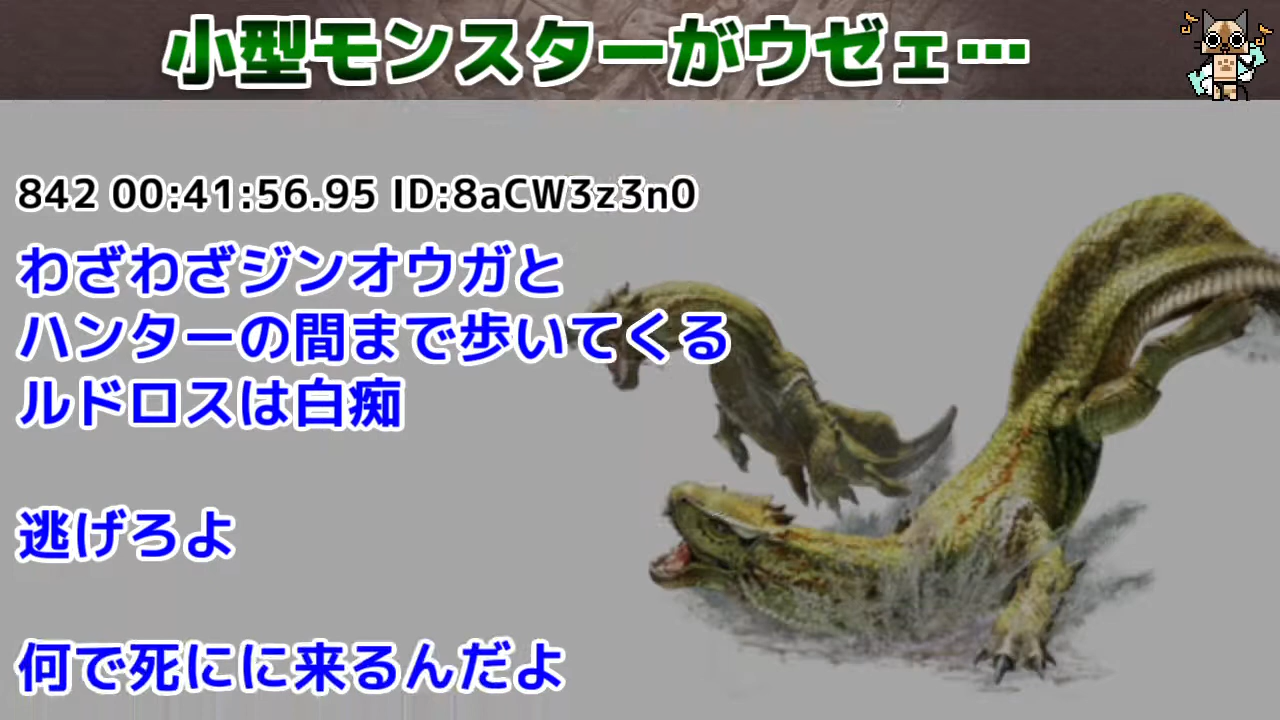 小型モンスターがウゼェ…
842 00:41:56.95 ID:8aCW3z3n0
わざわざジンオウガと
ハンターの間まで歩いてくる
ルドロスは白痴
逃げろよ
何で死にに来るんだよ